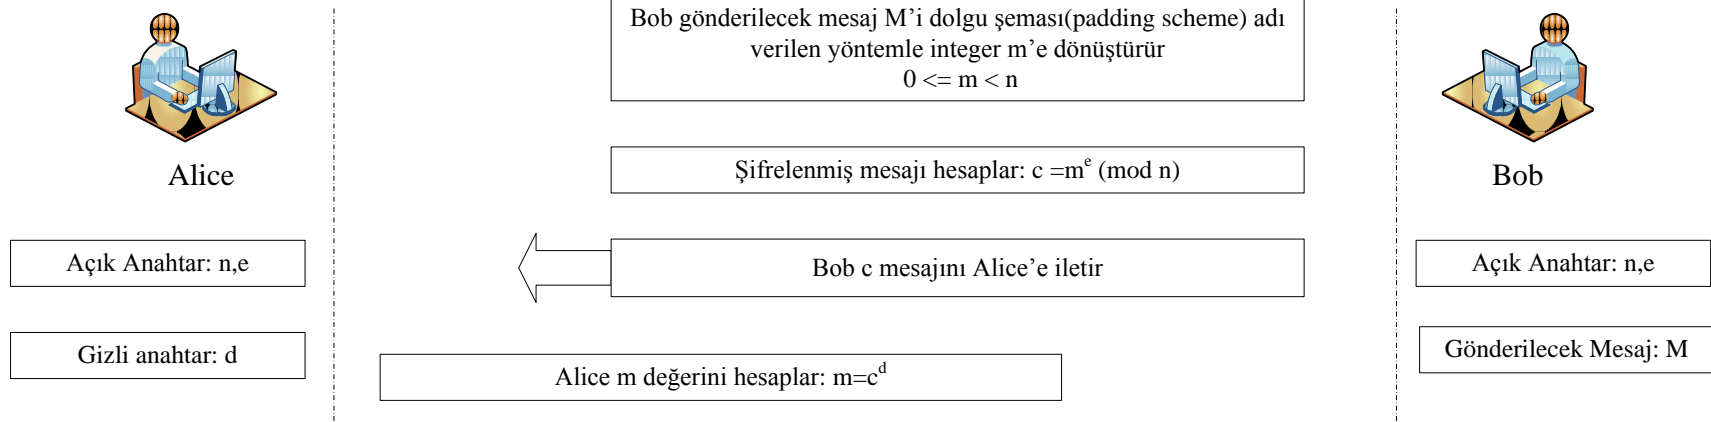 Bob gönderilecek mesaj M’i dolgu şeması(padding scheme) adı
verilen yöntemle integer m’e dönüştürür
0 <= m < n
Alice
Şifrelenmiş mesajı hesaplar: c =m^e (mod n)
Bob
Açık Anahtar: n,e
Bob c mesajını Alice’e iletir
Açık Anahtar: n,e
Gizli anahtar: d
Alice m değerini hesaplar: m=c^d
Gönderilecek Mesaj: M